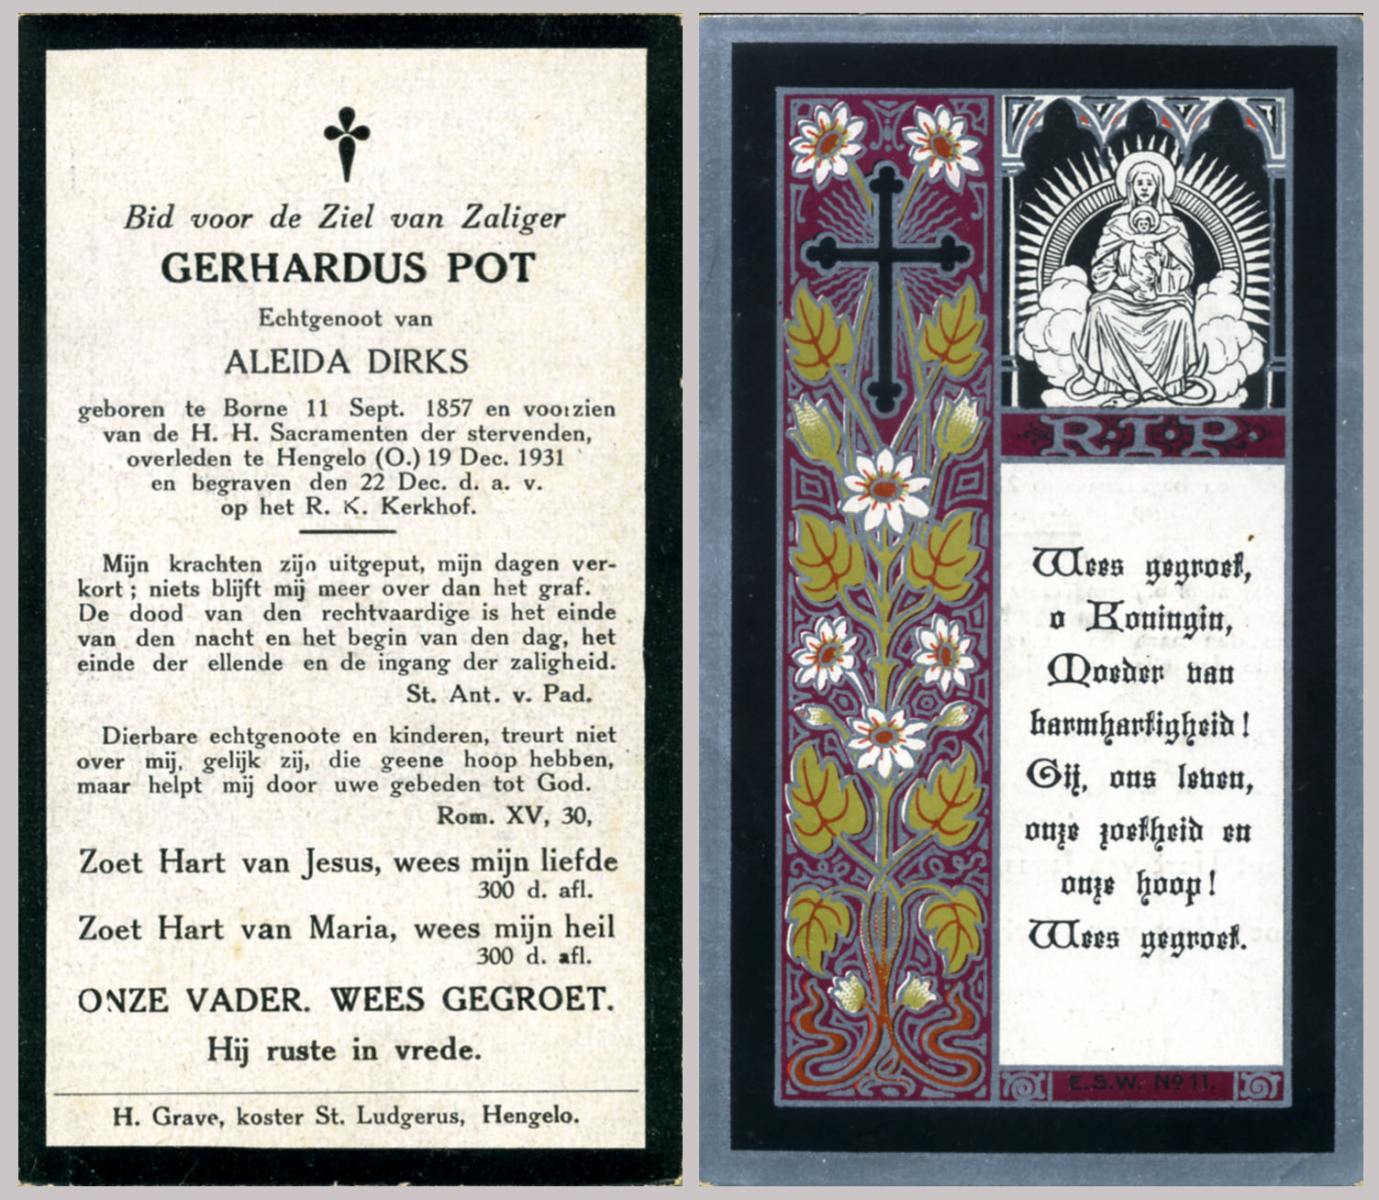 Bid voor de Ziel van Zaliger
GERHARDUS POT
Echtgenoot van
ALEIDA DIRKS
geboren te Borne 11 Sept. 1857 en voorzien
van de H. H. Sacramenten der stervenden,
overleden te Hengelo (O.) 19 Dec. 1931
en begraven den 22 Dec. d. a. v.
op het R. K. Kerkhof.
Mijn krachten zijn uitgeput, mijn dagen ver-
kort; niets blijft mij meer over dan het graf.
De dood van den rechtvaardige is het einde
van den nacht en het begin van den dag, het
einde der ellende en de ingang der zaligheid.
St. Ant. v. Pad.
Dierbare echtgenoote en kinderen, treurt niet
over mij, gelijk zij, die geene hoop hebben,
maar helpt mij door uwe gebeden tot God.
Rom. XV, 30,
Zoet Hart van Jesus, wees mijn liefde
300 d. afl.
Zoet Hart van Maria, wees mijn heil
300 d. afl.
ONZE VADER. WEES GEGROET.
Hij ruste in vrede.
H. Grave, koster St. Ludgerus, Hengelo.
R.I.P.
Wees gegroet,
o Koningin,
Moeder van
barmhartigheid!
Gij, ons leven,
onze zoetheid en
onze hoop!
Wees gegroet.
E.S.W. No 11.